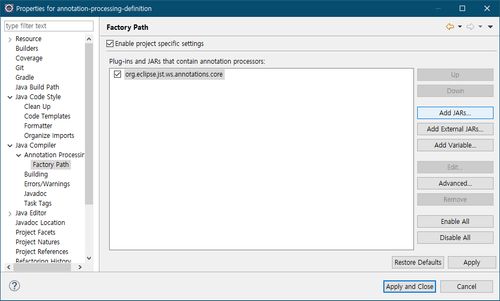 Properties for annotation-processing-definition
type filter text
Factory Path
Resource
Builders
Coverage
Git
Gradle
Java Build Path
Java Code Style
Clean Up
Code Templates
Formatter
Organize Imports
Java Compiler
Annotation Processing
Factory Path
Building
Errors/Warnings
Javadoc
Task Tags
Java Editor
Javadoc Location
Project Facets
Project Natures
Project References
Refactoring History
Enable project specific settings
Plug-ins and JARs that contain annotation processors:
org.eclipse.jst.ws.annotations.core
Up
Down
Add JARs...
Add External JARs...
Add Variable...
Edit...
Advanced...
Remove
Enable All
Disable All
Restore Defaults
Apply
?
Apply and Close
Cancel